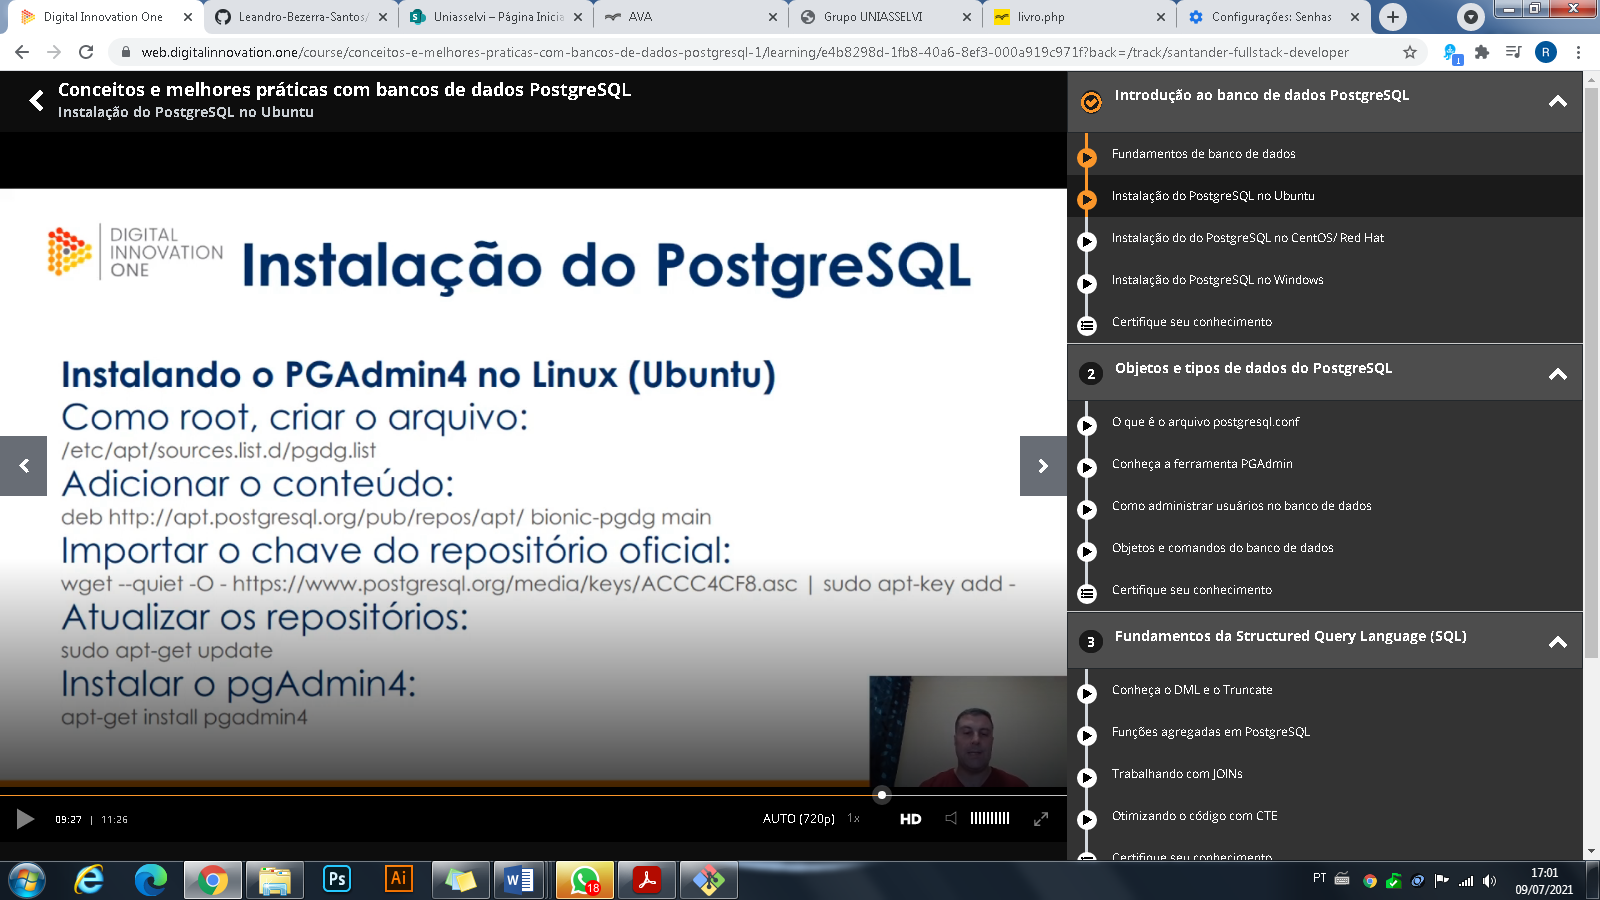 Digital Innovation One
Leandro-Bezerra-Santos/
Uniasselvi – Página Inicia
AVA
Grupo UNIASSELVI
livro.php
Configurações: Senhas
web.digitalinnovation.one/course/conceitos-e-melhores-praticas-com-bancos-de-dados-postgresql-1/learning/e4b8298d-1fb8-40a6-8ef3-000a919c971f?back=/track/santander-fullstack-developer
1
R
Conceitos e melhores práticas com bancos de dados PostgreSQL
Instalação do PostgreSQL no Ubuntu
DIGITAL
INNOVATION
ONE
Instalação do PostgreSQL
Instalando o PGAdmin4 no Linux (Ubuntu)
Como root, criar o arquivo:
/etc/apt/sources.list.d/pgdg.list
Adicionar o conteúdo:
deb http://apt.postgresql.org/pub/repos/apt/ bionic-pgdg main
Importar o chave do repositório oficial:
wget --quiet -O - https://www.postgresql.org/media/keys/ACCC4CF8.asc | sudo apt-key add -
Atualizar os repositórios:
sudo apt-get update
Instalar o pgAdmin4:
apt-get install pgadmin4
09:27 | 11:26
AUTO (720p)
1x
HD
Introdução ao banco de dados PostgreSQL
Fundamentos de banco de dados
Instalação do PostgreSQL no Ubuntu
Instalação do do PostgreSQL no CentOS/ Red Hat
Instalação do PostgreSQL no Windows
Certifique seu conhecimento
2 Objetos e tipos de dados do PostgreSQL
O que é o arquivo postgresql.conf
Conheça a ferramenta PGAdmin
Como administrar usuários no banco de dados
Objetos e comandos do banco de dados
Certifique seu conhecimento
3 Fundamentos da Structured Query Language (SQL)
Conheça o DML e o Truncate
Funções agregadas em PostgreSQL
Trabalhando com JOINs
Otimizando o código com CTE
Certifique seu conhecimento
Ps
Ai
W
18
PT
17:01
09/07/2021